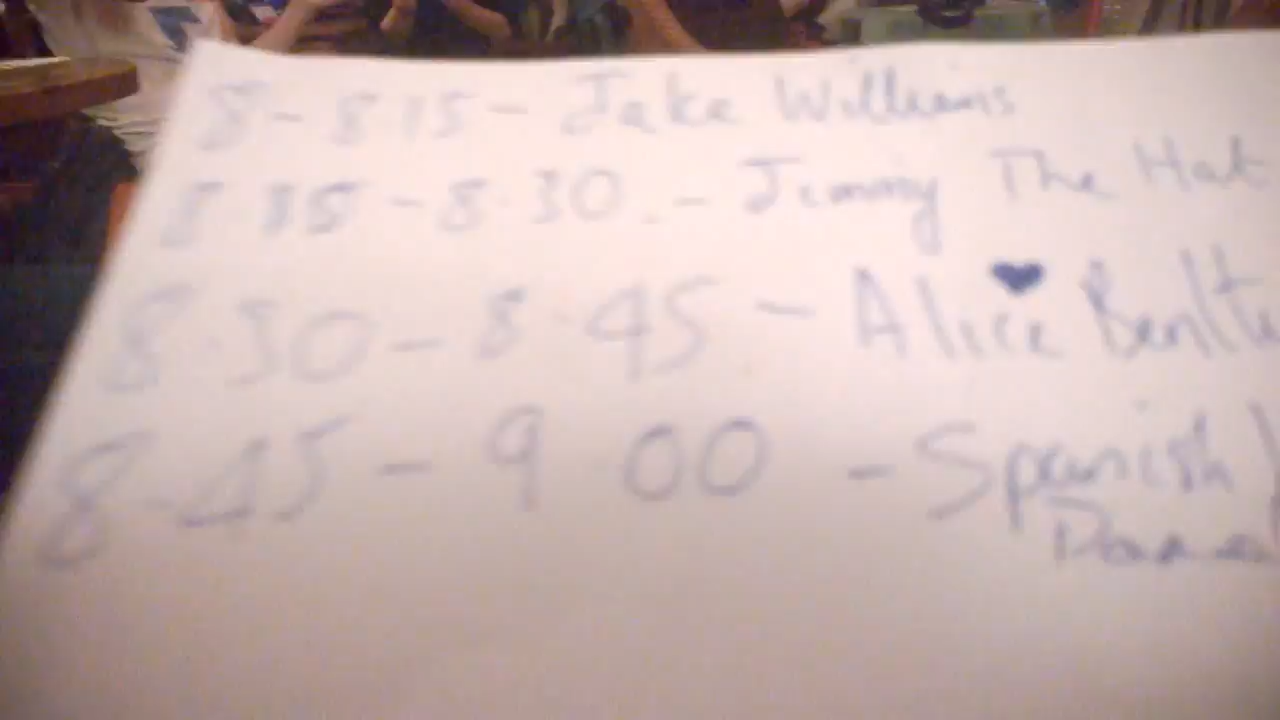 8 - 8 15 - Jake Williams
8 15 - 8.30. - Jimmy The Hat
8.30 - 8.45 - Alice
8.45 - 9 00 - Spanish